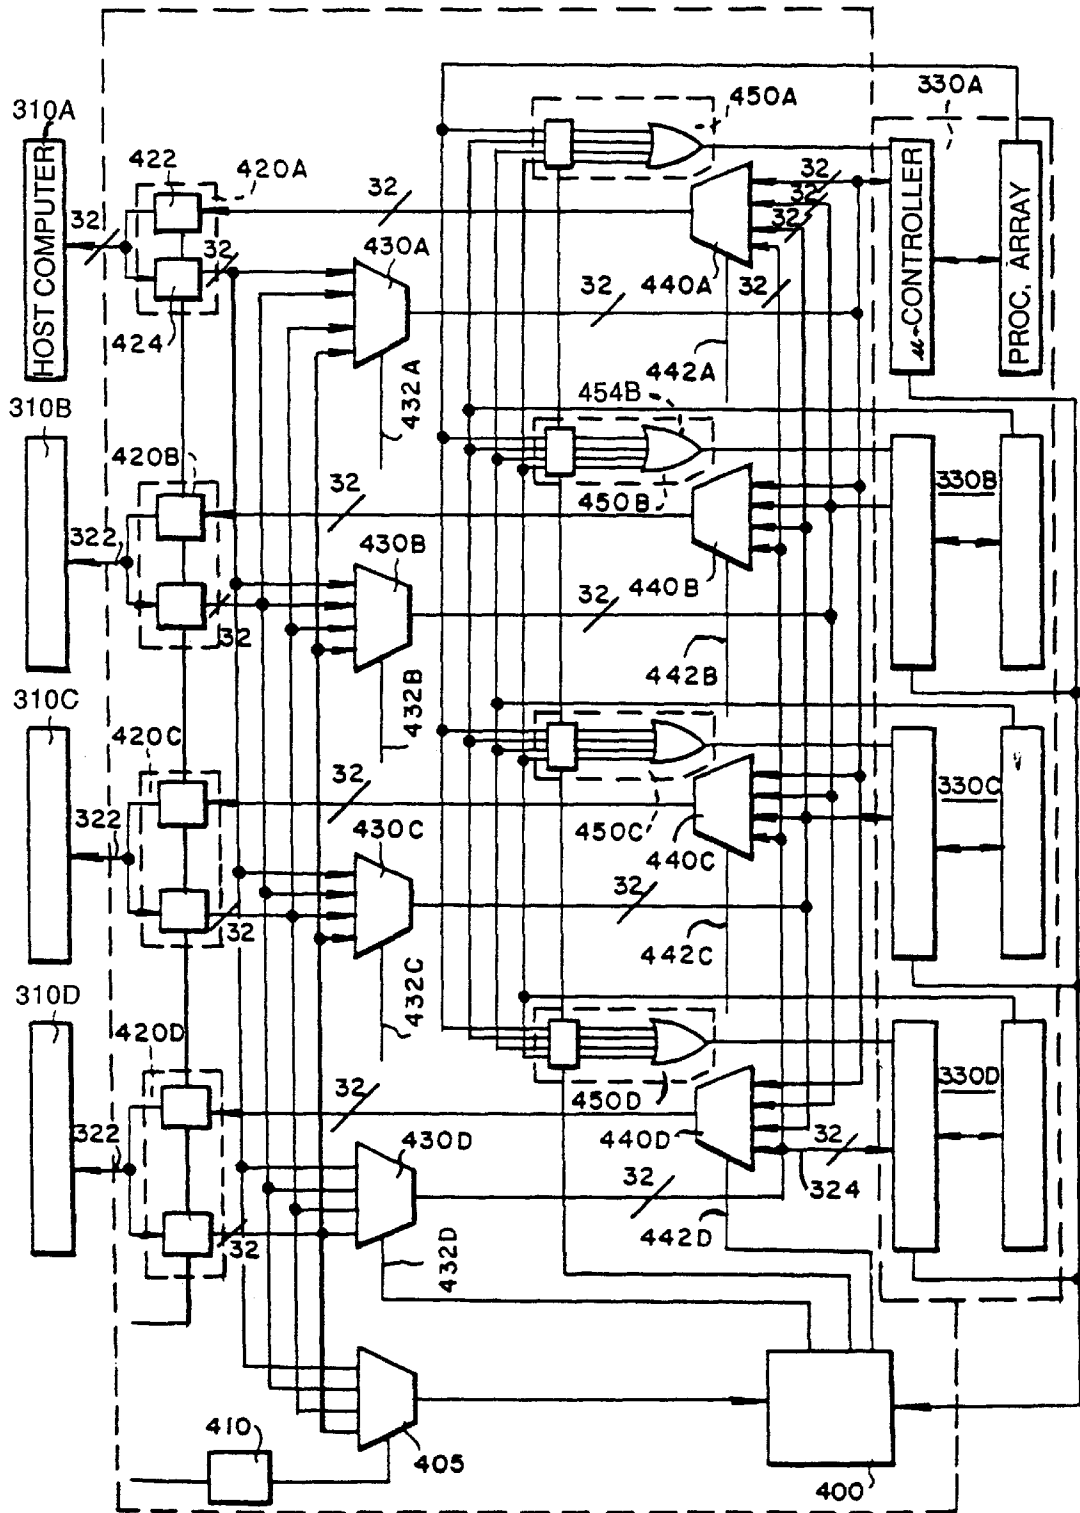 330A
450A
310A
422
420A
32
32
32
32
HOST COMPUTER
32
32
430A
μ-CONTROLLER
PROC. ARRAY
32
440A
32
424
432A
442A
310B
454B
420B
32
450B
330B
322
430B
32
440B
32
442B
310C
432B
420C
32
322
430C
450C
330C
440C
32
32
442C
310D
432C
420D
32
450D
330D
322
430D
440D
32
32
324
32
442D
432D
410
405
400